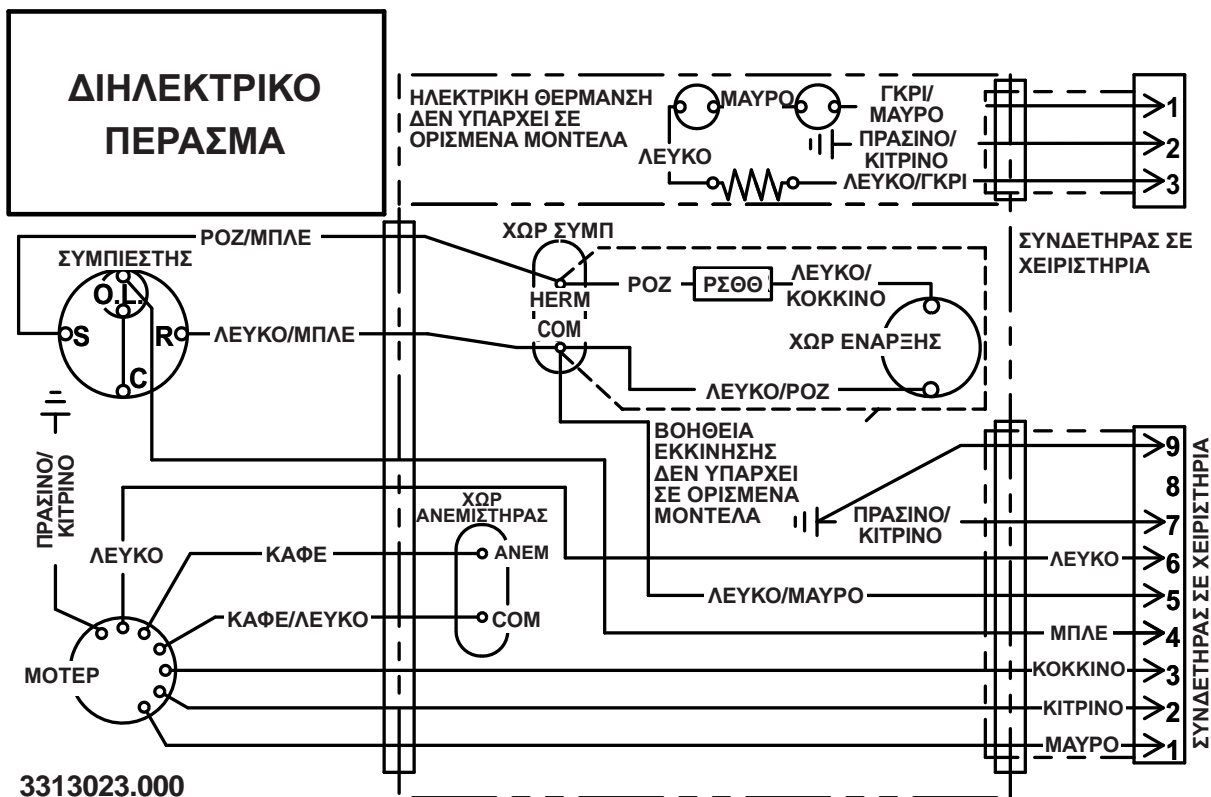 ΔΙΗΛΕΚΤΡΙΚΟ
ΠΕΡΑΣΜΑ
ΗΛΕΚΤΡΙΚΗ ΘΕΡΜΑΝΣΗ
ΔΕΝ ΥΠΑΡΧΕΙ ΣΕ
ΟΡΙΣΜΕΝΑ ΜΟΝΤΕΛΑ
ΜΑΥΡΟ
ΓΚΡΙ/
ΜΑΥΡΟ
ΠΡΑΣΙΝΟ/
ΚΙΤΡΙΝΟ
ΛΕΥΚΟ
ΛΕΥΚΟ/ΓΚΡΙ
1
2
3
ΣΥΝΔΕΤΗΡΑΣ ΣΕ
ΧΕΙΡΙΣΤΗΡΙΑ
ΡΟΖ/ΜΠΛΕ
ΣΥΜΠΙΕΣΤΗΣ
O.L.
S
R
C
ΛΕΥΚΟ/ΜΠΛΕ
ΧΩΡ ΣΥΜΠ
HERM
COM
ΡΟΖ
ΡΣΘΘ
ΛΕΥΚΟ/
ΚΟΚΚΙΝΟ
ΧΩΡ ΕΝΑΡΞΗΣ
ΛΕΥΚΟ/ΡΟΖ
ΒΟΗΘΕΙΑ
ΕΚΚΙΝΗΣΗΣ
ΔΕΝ ΥΠΑΡΧΕΙ
ΣΕ ΟΡΙΣΜΕΝΑ
ΜΟΝΤΕΛΑ
ΠΡΑΣΙΝΟ/
ΚΙΤΡΙΝΟ
ΛΕΥΚΟ
ΚΑΦΕ
ΚΑΦΕ/ΛΕΥΚΟ
ΜΟΤΕΡ
ΧΩΡ
ΑΝΕΜΙΣΤΗΡΑΣ
ΑΝΕΜ
COM
ΠΡΑΣΙΝΟ/
ΚΙΤΡΙΝΟ
ΛΕΥΚΟ
ΛΕΥΚΟ/ΜΑΥΡΟ
ΜΠΛΕ
ΚΟΚΚΙΝΟ
ΚΙΤΡΙΝΟ
ΜΑΥΡΟ
9
8
7
6
5
4
3
2
1
ΣΥΝΔΕΤΗΡΑΣ ΣΕ ΧΕΙΡΙΣΤΗΡΙΑ
3313023.000